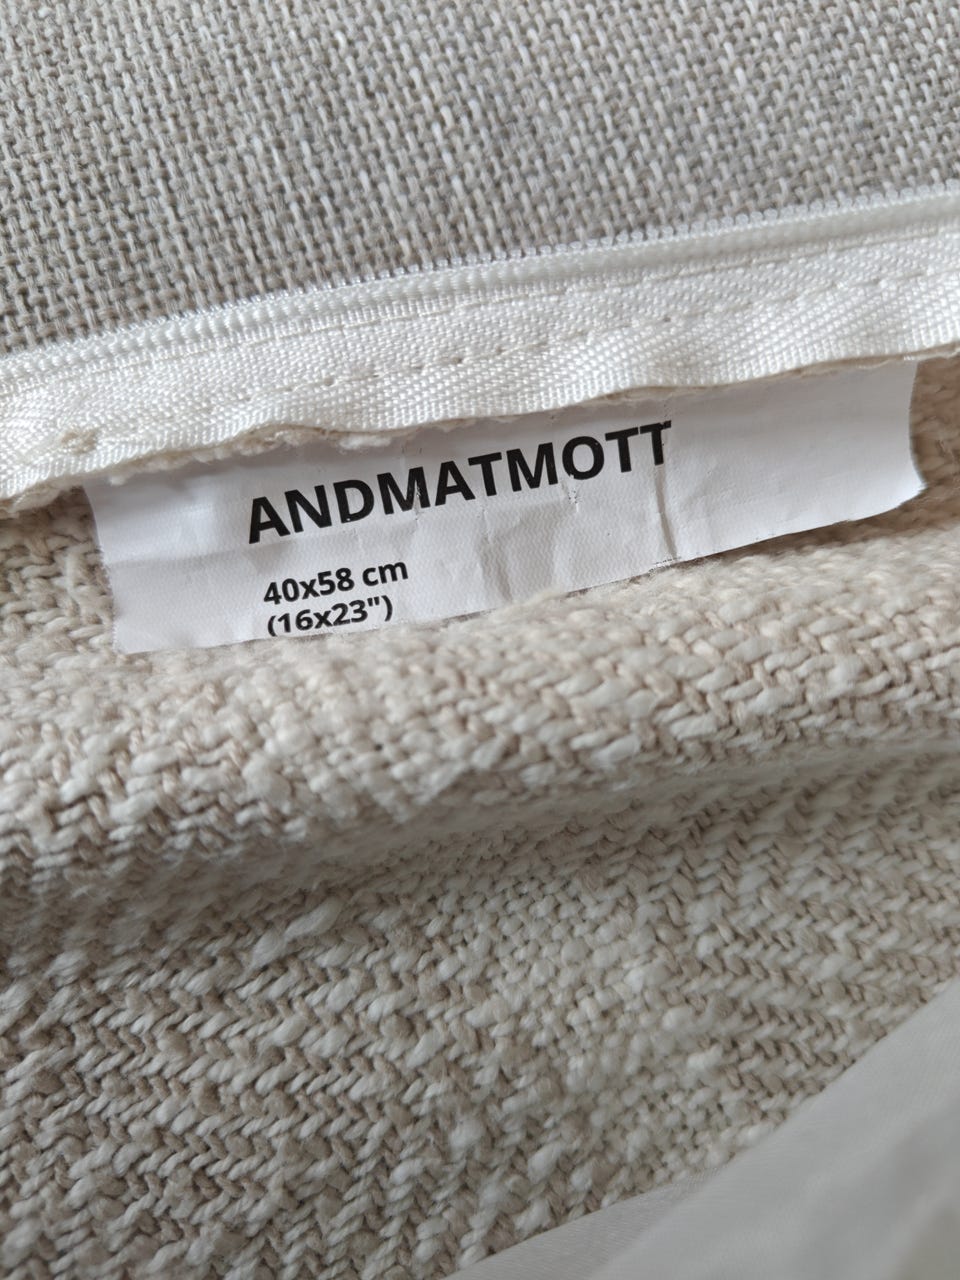 ANDMATMOTT
40x58 cm
(16x23")